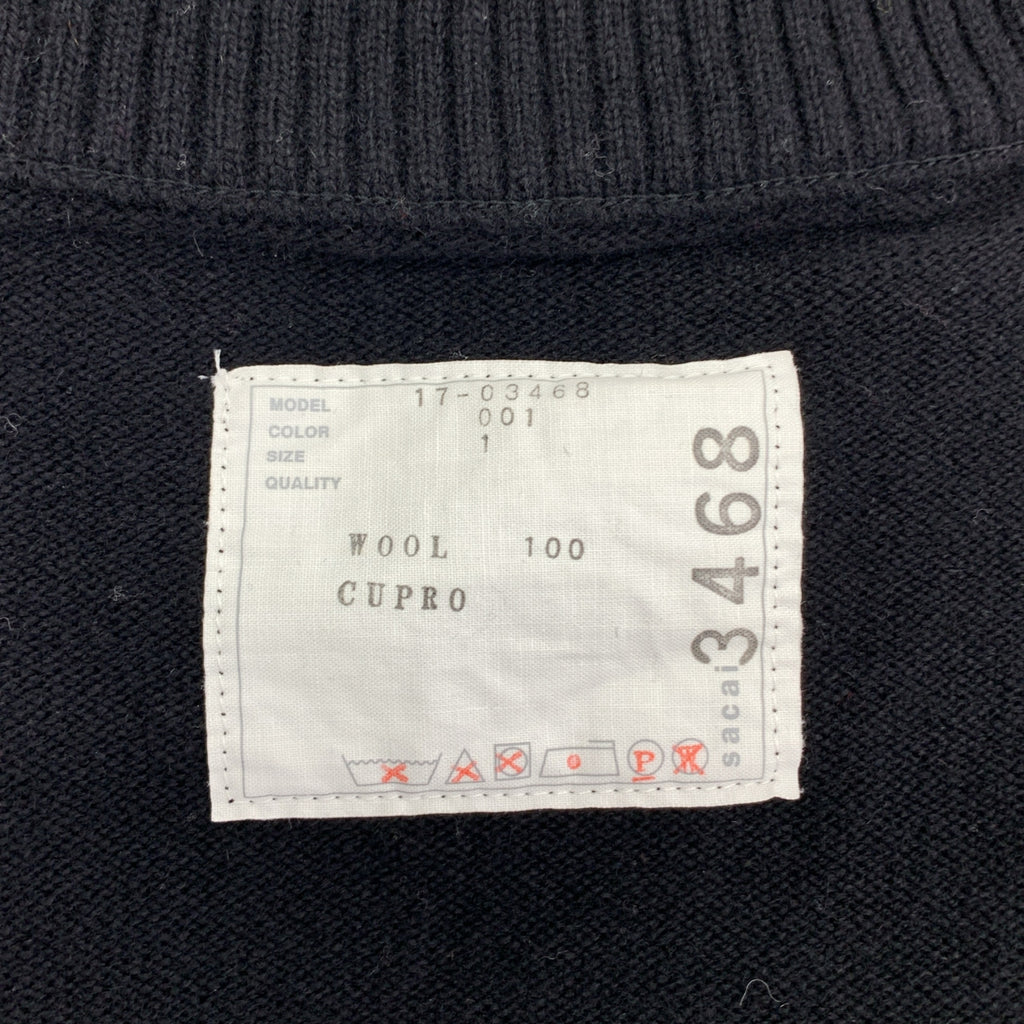 MODEL 17-03468
COLOR 001
SIZE 1
QUALITY
WOOL 100
CUPRO
sacai 3468
P
W